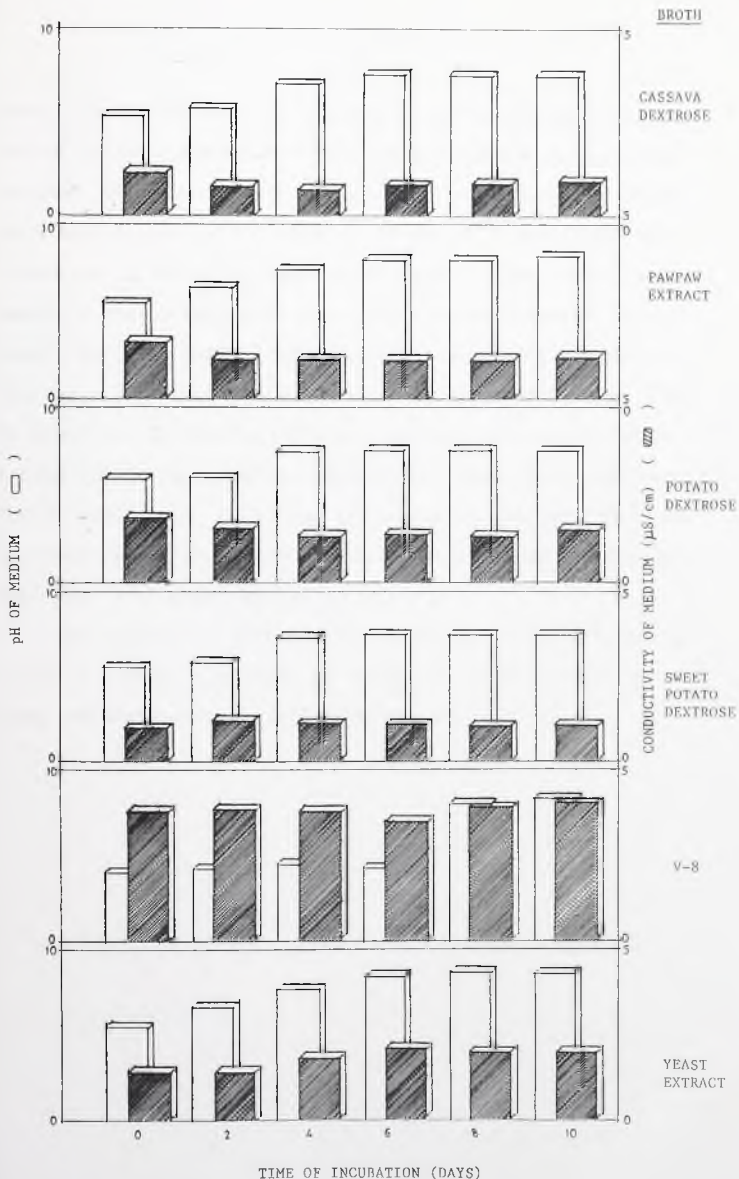 BROTH
10 5
CASSAVA
DEXTROSE
0 5
10 0
PAWPAW
EXTRACT
0 5
10 0
POTATO
DEXTROSE
0 0
10 5
SWEET
POTATO
DEXTROSE
0 0
10 5
V-8
0 0
10 5
YEAST
EXTRACT
0 0
0 2 4 6 8 10
TIME OF INCUBATION (DAYS)
pH OF MEDIUM ( )
CONDUCTIVITY OF MEDIUM (µS/cm) ( )